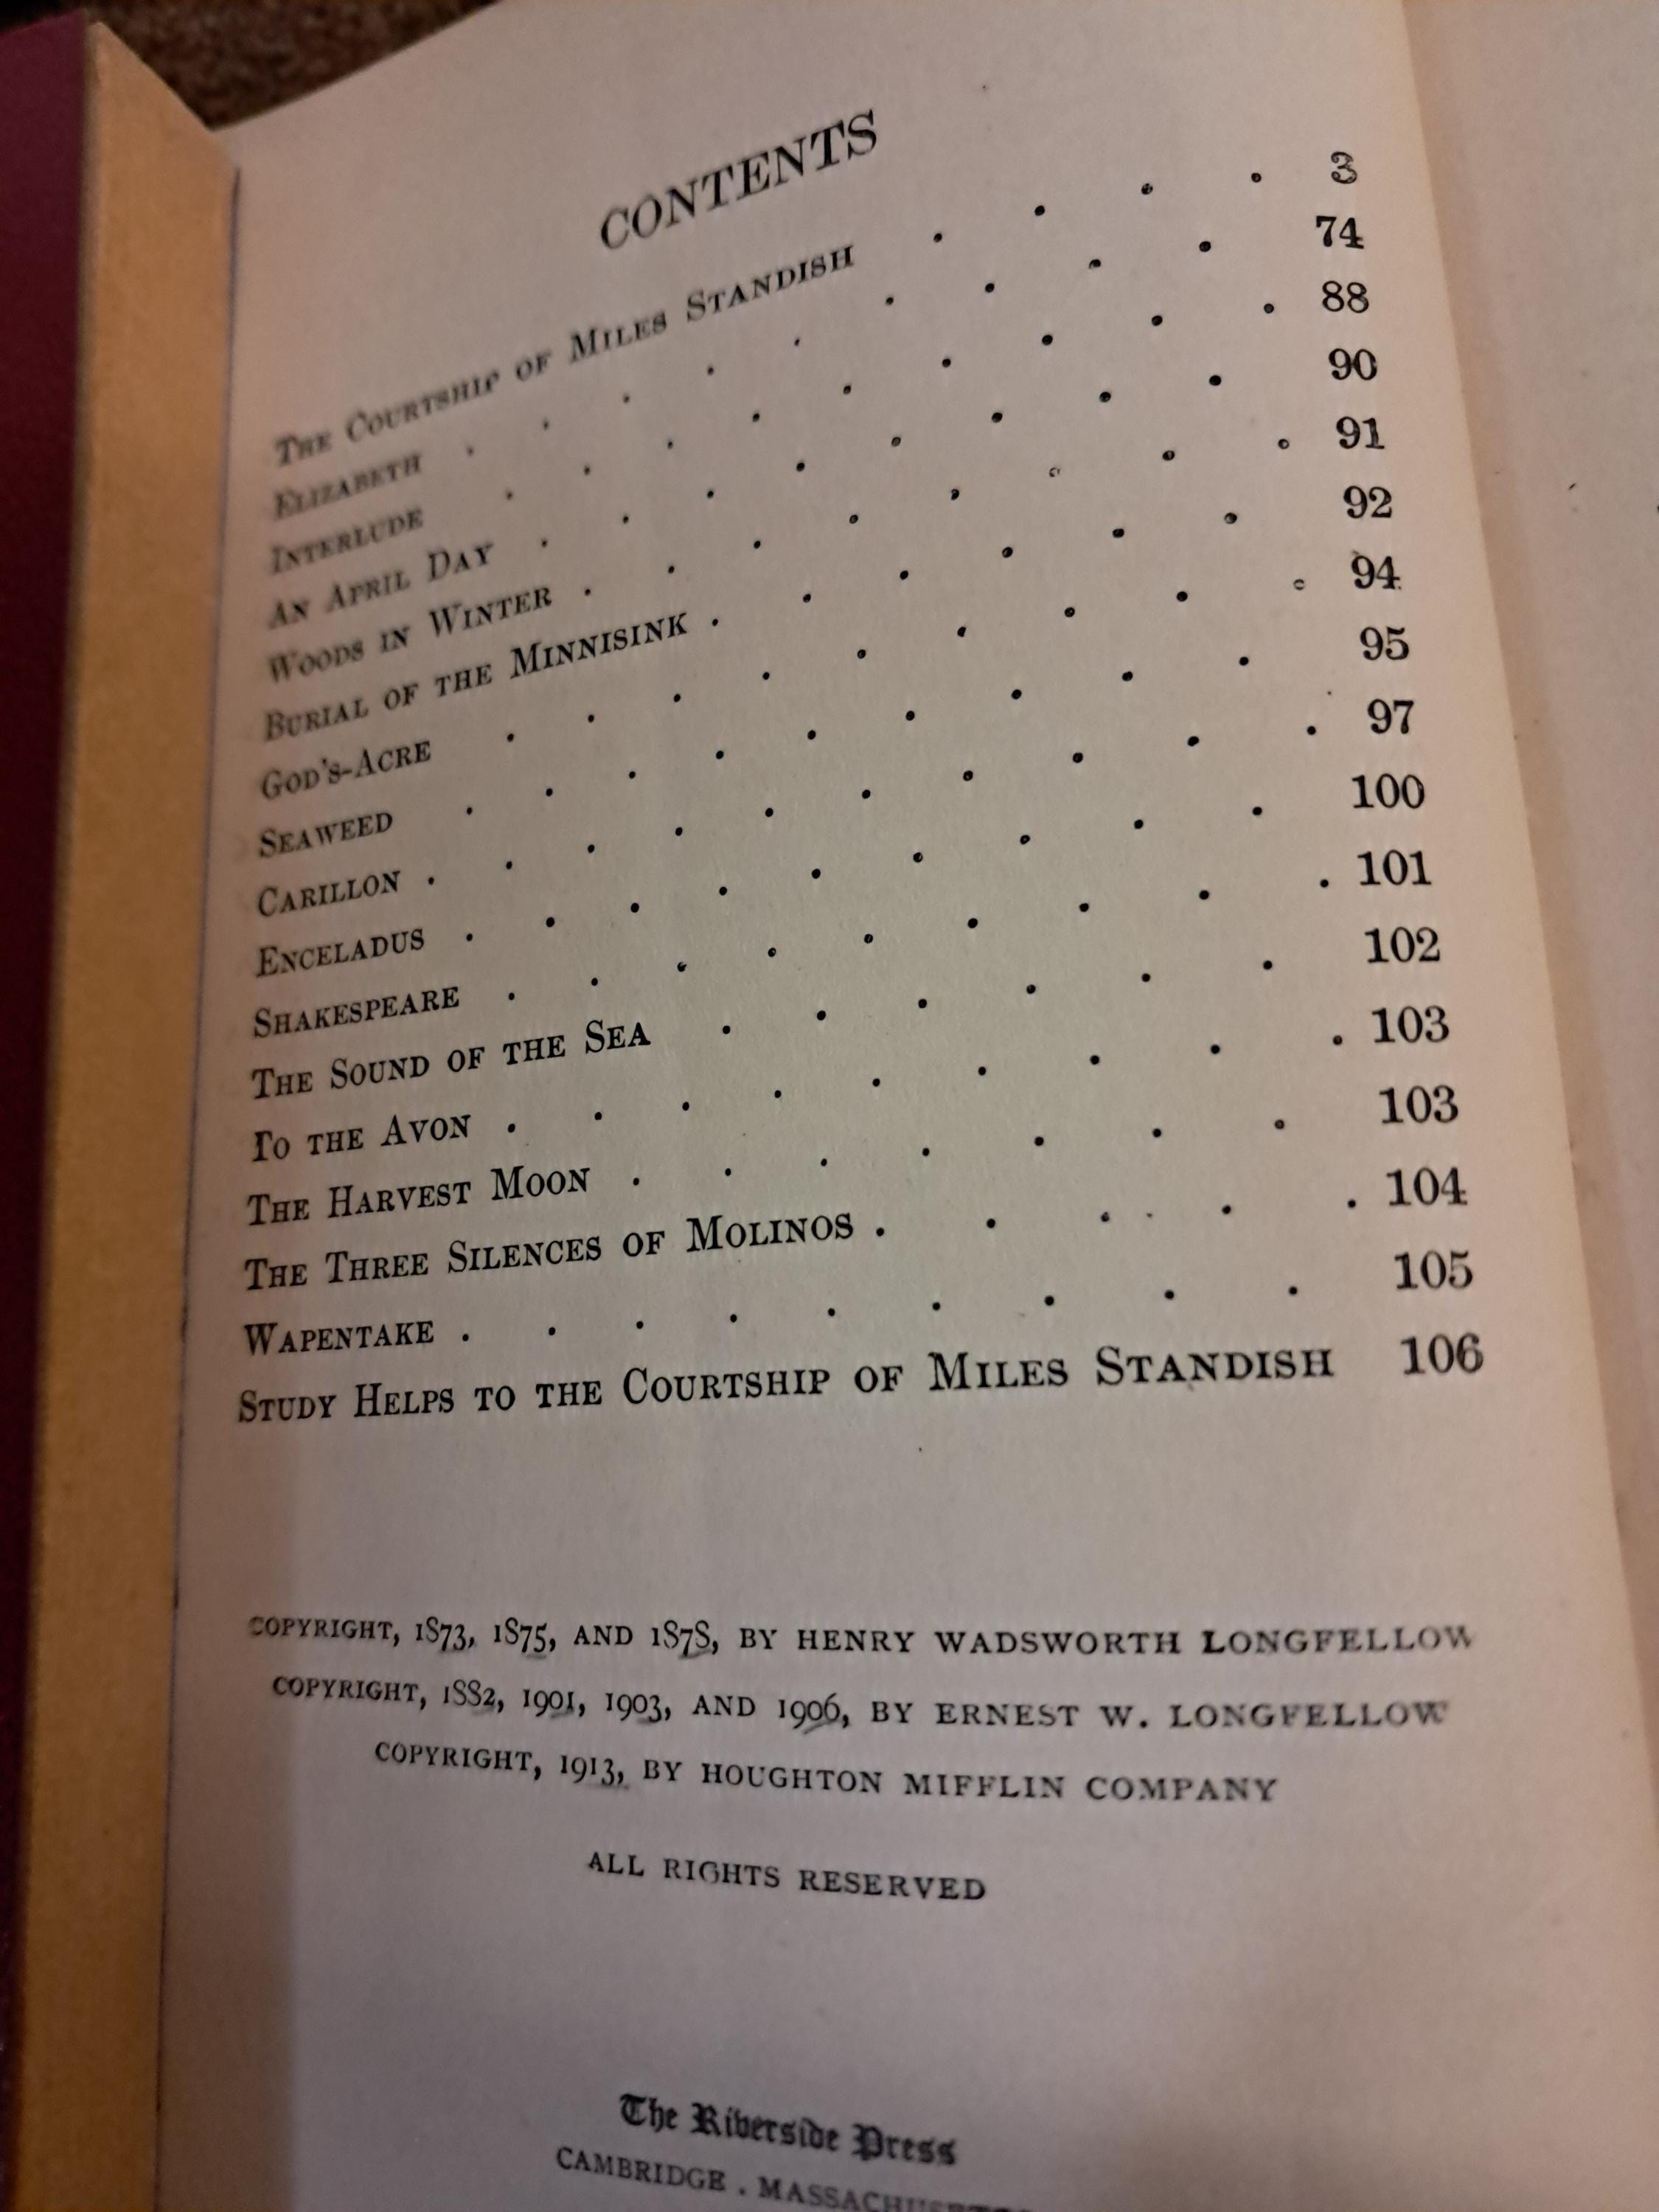 CONTENTS
THE COURTSHIP OF MILES STANDISH . . . . 3
ELIZABETH . . . . . . . . . 74
INTERLUDE . . . . . . . . . 88
AN APRIL DAY . . . . . . . . 90
WOODS IN WINTER . . . . . . . . 91
BURIAL OF THE MINNISINK . . . . . . 92
GOD'S-ACRE . . . . . . . . . 94
SEAWEED . . . . . . . . . 95
CARILLON . . . . . . . . . . 97
ENCELADUS . . . . . . . . . 100
SHAKESPEARE . . . . . . . . . 101
THE SOUND OF THE SEA . . . . . . 102
TO THE AVON . . . . . . . . . 103
THE HARVEST MOON . . . . . . . 103
THE THREE SILENCES OF MOLINOS . . . . . 104
WAPENTAKE . . . . . . . . . 105
STUDY HELPS TO THE COURTSHIP OF MILES STANDISH 106
COPYRIGHT, 1873, 1875, AND 1878, BY HENRY WADSWORTH LONGFELLOW
COPYRIGHT, 1882, 1901, 1903, AND 1906, BY ERNEST W. LONGFELLOW
COPYRIGHT, 1913, BY HOUGHTON MIFFLIN COMPANY
ALL RIGHTS RESERVED
The Riverside Press
CAMBRIDGE . MASSACHUSETTS